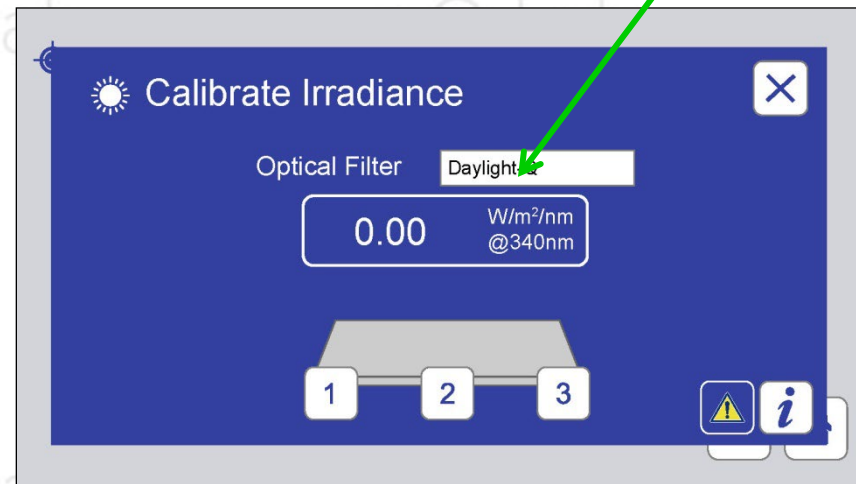 Calibrate Irradiance
Optical Filter Daylight-Q
0.00 W/m²/nm
@340nm
1 2 3
i